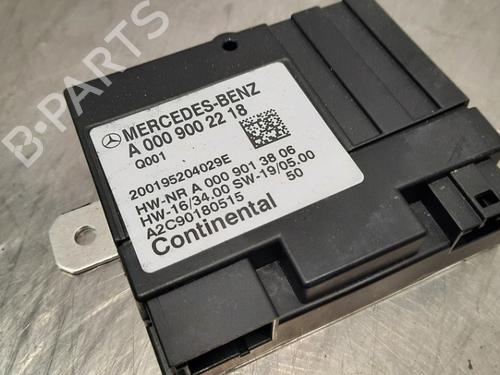 B-PARTS
MERCEDES-BENZ
A 000 900 22 18
Q001
200195204029E
HW-NR A 000 901 38 06
HW-16/34.00 SW-19/05.00
A2C90180515 50
Continental